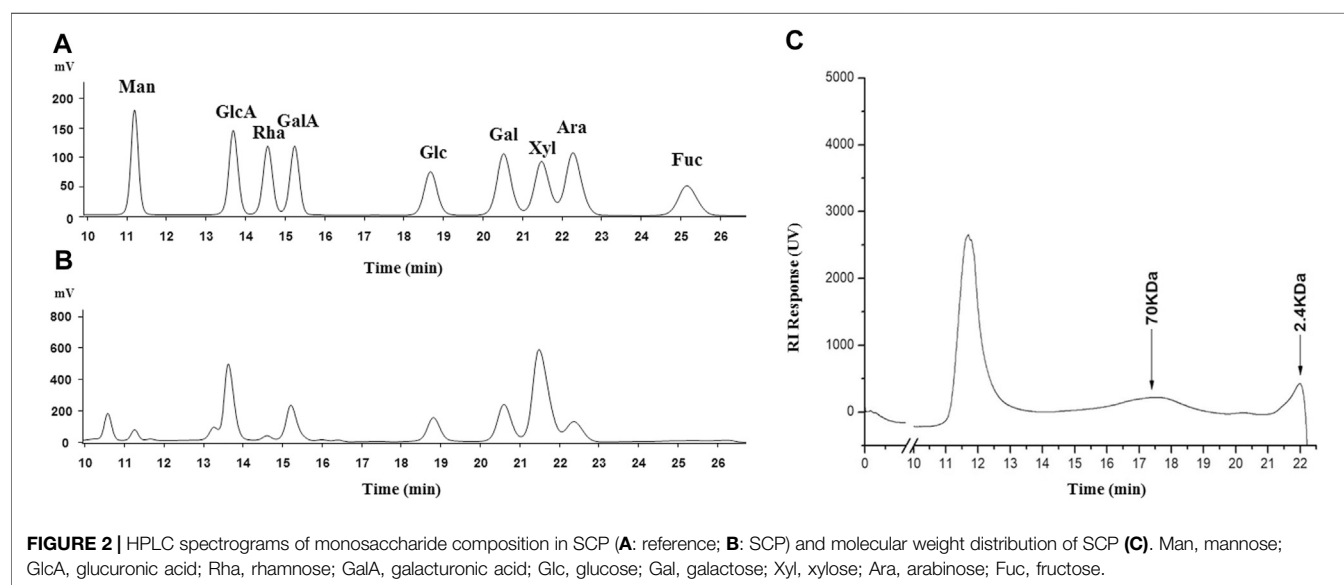 A
mV
Man
GlcA
Rha
GalA
Glc
Gal
Xyl
Ara
Fuc
200
150
100
50
0
10 11 12 13 14 15 16 17 18 19 20 21 22 23 24 25 26
Time (min)
B
mV
800
600
400
200
0
10 11 12 13 14 15 16 17 18 19 20 21 22 23 24 25 26
Time (min)
C
RI Response (UV)
5000
4000
3000
2000
1000
0
70KDa
2.4KDa
0 10 11 12 13 14 15 16 17 18 19 20 21 22
Time (min)
FIGURE 2 | HPLC spectrograms of monosaccharide composition in SCP (A: reference; B: SCP) and molecular weight distribution of SCP (C). Man, mannose;
GlcA, glucuronic acid; Rha, rhamnose; GalA, galacturonic acid; Glc, glucose; Gal, galactose; Xyl, xylose; Ara, arabinose; Fuc, fructose.